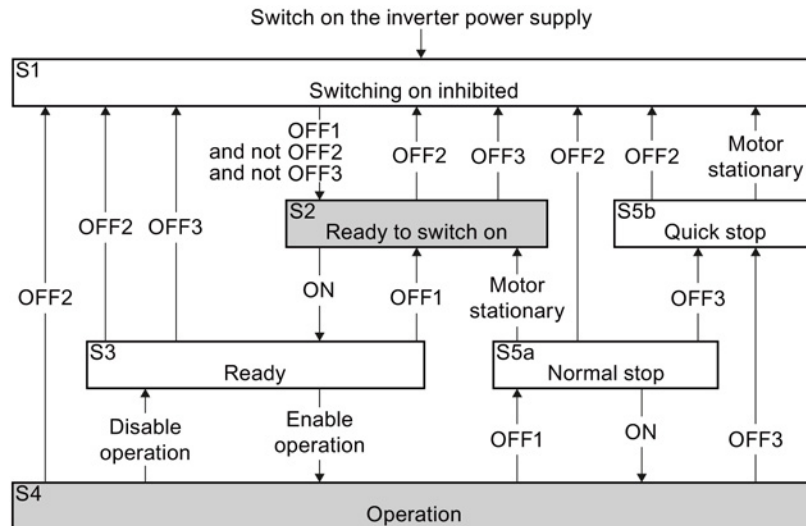 Switch on the inverter power supply
S1
Switching on inhibited
OFF1
and not OFF2
and not OFF3
OFF2
OFF3
OFF2
OFF2
Motor
stationary
OFF2
OFF3
S2
Ready to switch on
S5b
Quick stop
OFF2
ON
OFF1
Motor
stationary
OFF3
S3
Ready
S5a
Normal stop
Disable
operation
Enable
operation
OFF1
ON
OFF3
S4
Operation